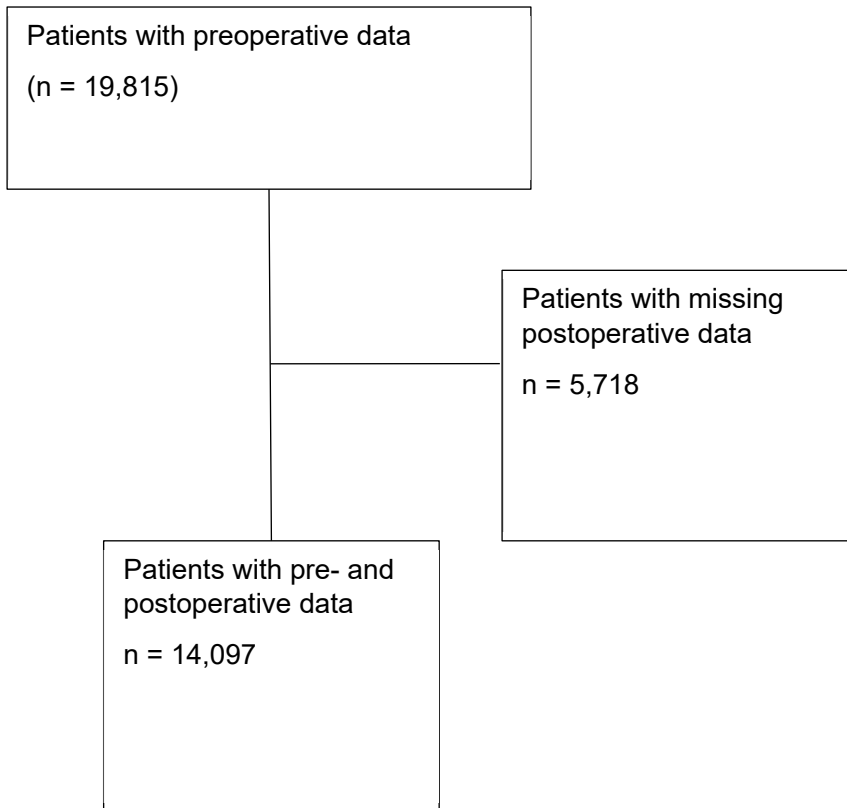 Patients with preoperative data
(n = 19,815)
Patients with missing
postoperative data
n = 5,718
Patients with pre- and
postoperative data
n = 14,097